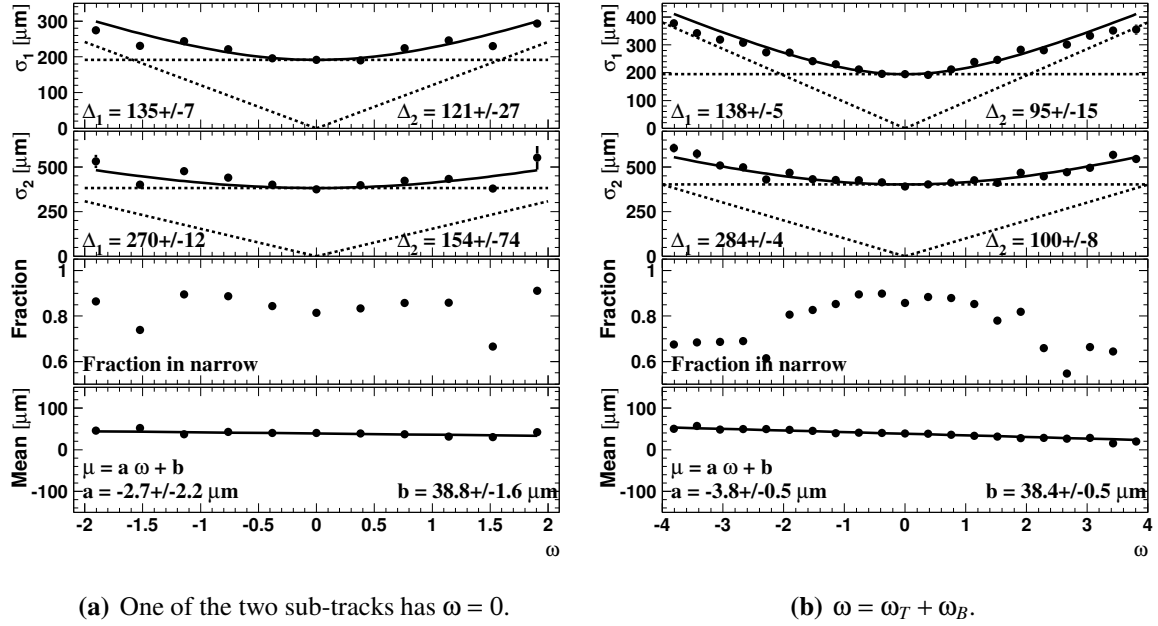 σ₁ [μm]
300
200
100
0
Δ₁ = 135+/-7
Δ₂ = 121+/-27
σ₂ [μm]
500
250
0
Δ₁ = 270+/-12
Δ₂ = 154+/-74
Fraction
1
0.8
0.6
Fraction in narrow
Mean [μm]
100
0
-100
μ = a ω + b
a = -2.7+/-2.2 μm
b = 38.8+/-1.6 μm
-2 -1.5 -1 -0.5 0 0.5 1 1.5 2
ω
(a) One of the two sub-tracks has ω = 0.
σ₁ [μm]
400
300
200
100
0
Δ₁ = 138+/-5
Δ₂ = 95+/-15
σ₂ [μm]
500
250
0
Δ₁ = 284+/-4
Δ₂ = 100+/-8
Fraction
1
0.8
0.6
Fraction in narrow
Mean [μm]
100
0
-100
μ = a ω + b
a = -3.8+/-0.5 μm
b = 38.4+/-0.5 μm
-4 -3 -2 -1 0 1 2 3 4
ω
(b) ω = ω_T + ω_B.